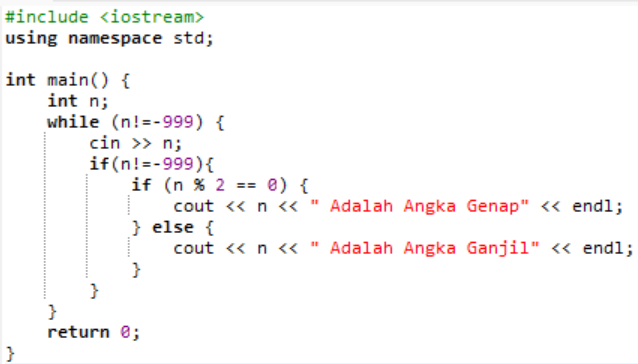 #include <iostream>
using namespace std;
int main() {
int n;
while (n!=-999) {
cin >> n;
if(n!=-999){
if (n % 2 == 0) {
cout << n << " Adalah Angka Genap" << endl;
} else {
cout << n << " Adalah Angka Ganjil" << endl;
}
}
}
return 0;
}